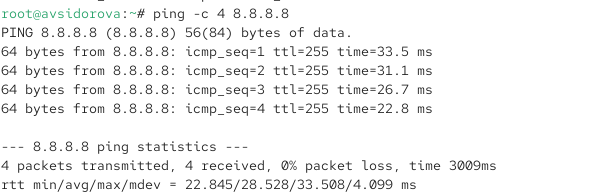 root@avsidorova:~# ping -c 4 8.8.8.8
PING 8.8.8.8 (8.8.8.8) 56(84) bytes of data.
64 bytes from 8.8.8.8: icmp_seq=1 ttl=255 time=33.5 ms
64 bytes from 8.8.8.8: icmp_seq=2 ttl=255 time=31.1 ms
64 bytes from 8.8.8.8: icmp_seq=3 ttl=255 time=26.7 ms
64 bytes from 8.8.8.8: icmp_seq=4 ttl=255 time=22.8 ms
--- 8.8.8.8 ping statistics ---
4 packets transmitted, 4 received, 0% packet loss, time 3009ms
rtt min/avg/max/mdev = 22.845/28.528/33.508/4.099 ms